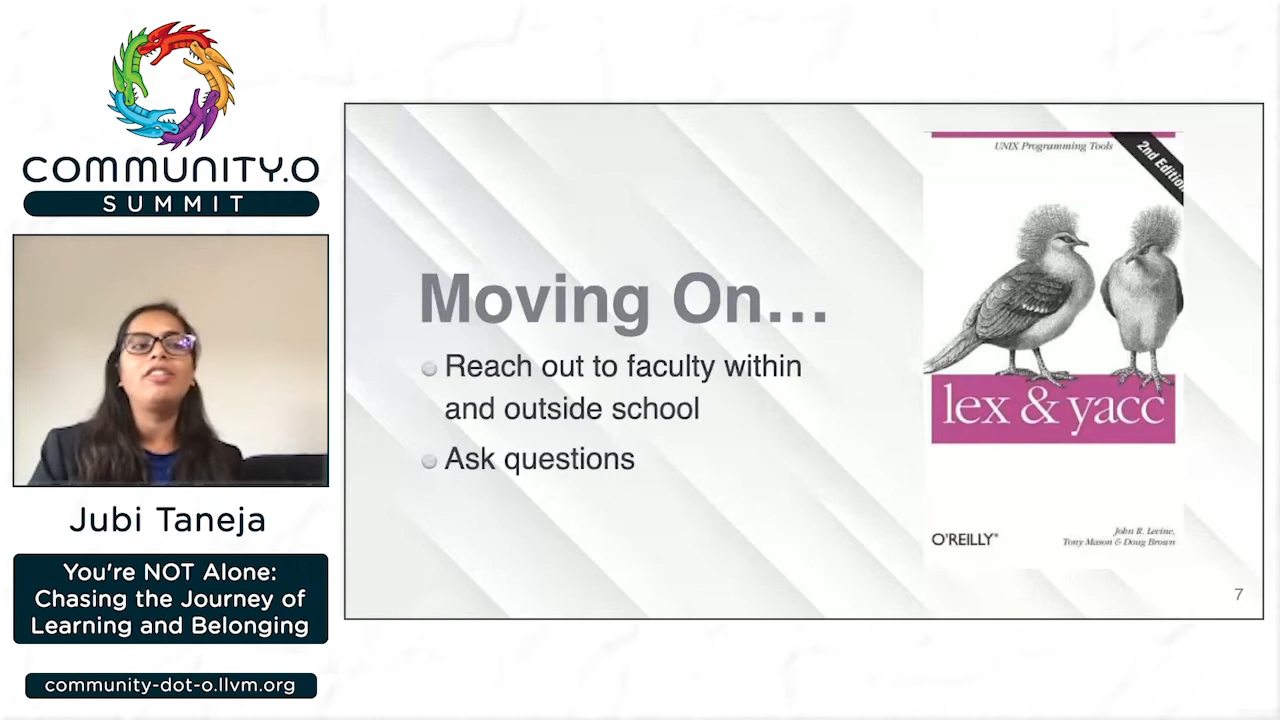 COMMUNITY.O
SUMMIT
Jubi Taneja
You're NOT Alone:
Chasing the Journey of
Learning and Belonging
community-dot-o.llvm.org
Moving On...
Reach out to faculty within
and outside school
Ask questions
UNIX Programming Tools
2nd Edition
lex & yacc
O'REILLY®
John R. Levine,
Tony Mason & Doug Brown
7